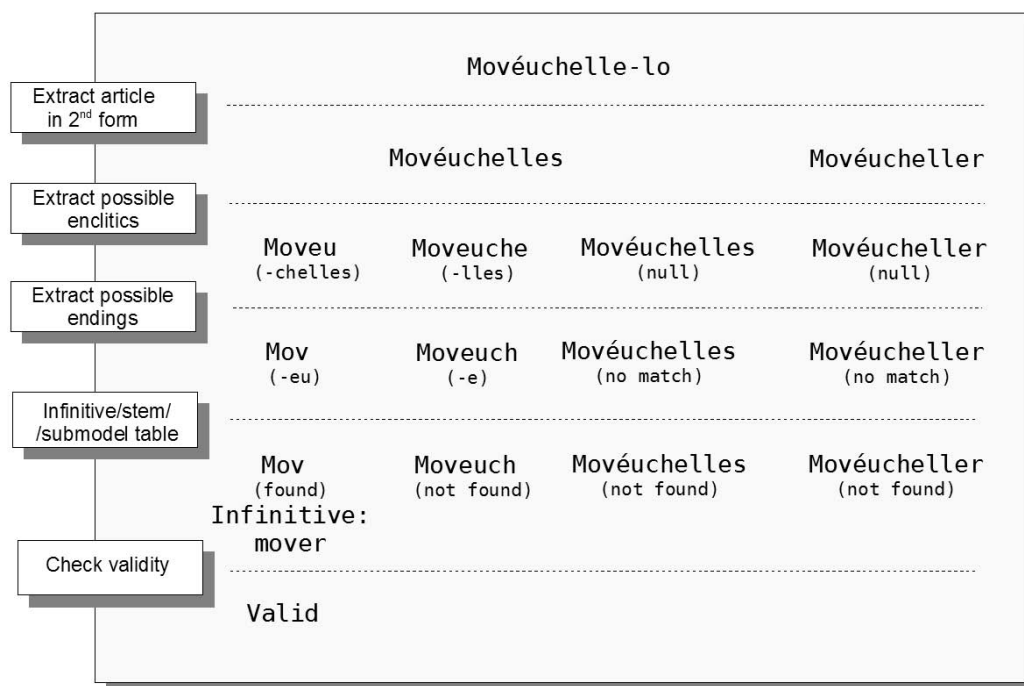 Movéuchelle-lo
Extract article
in 2nd form
Movéuchelles Movéucheller
Extract possible
enclitics
Moveu Moveuche Movéuchelles Movéucheller
(-chelles) (-lles) (null) (null)
Extract possible
endings
Mov Moveuch Movéuchelles Movéucheller
(-eu) (-e) (no match) (no match)
Infinitive/stem/
/submodel table
Mov Moveuch Movéuchelles Movéucheller
(found) (not found) (not found) (not found)
Infinitive:
mover
Check validity
Valid